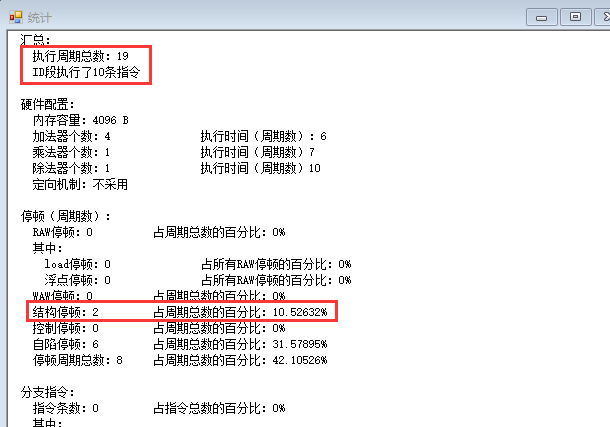 统计
汇总:
执行周期总数: 19
ID段执行了10条指令
硬件配置:
内存容量: 4096 B
加法器个数: 4 执行时间（周期数）: 6
乘法器个数: 1 执行时间（周期数）7
除法器个数: 1 执行时间（周期数）10
定向机制: 不采用
停顿（周期数）:
RAW停顿: 0 占周期总数的百分比: 0%
其中:
load停顿: 0 占所有RAW停顿的百分比: 0%
浮点停顿: 0 占所有RAW停顿的百分比: 0%
WAW停顿: 0 占周期总数的百分比: 0%
结构停顿: 2 占周期总数的百分比: 10.52632%
控制停顿: 0 占周期总数的百分比: 0%
自陷停顿: 6 占周期总数的百分比: 31.57895%
停顿周期总数: 8 占周期总数的百分比: 42.10526%
分支指令:
指令条数: 0 占指令总数的百分比: 0%
其中: